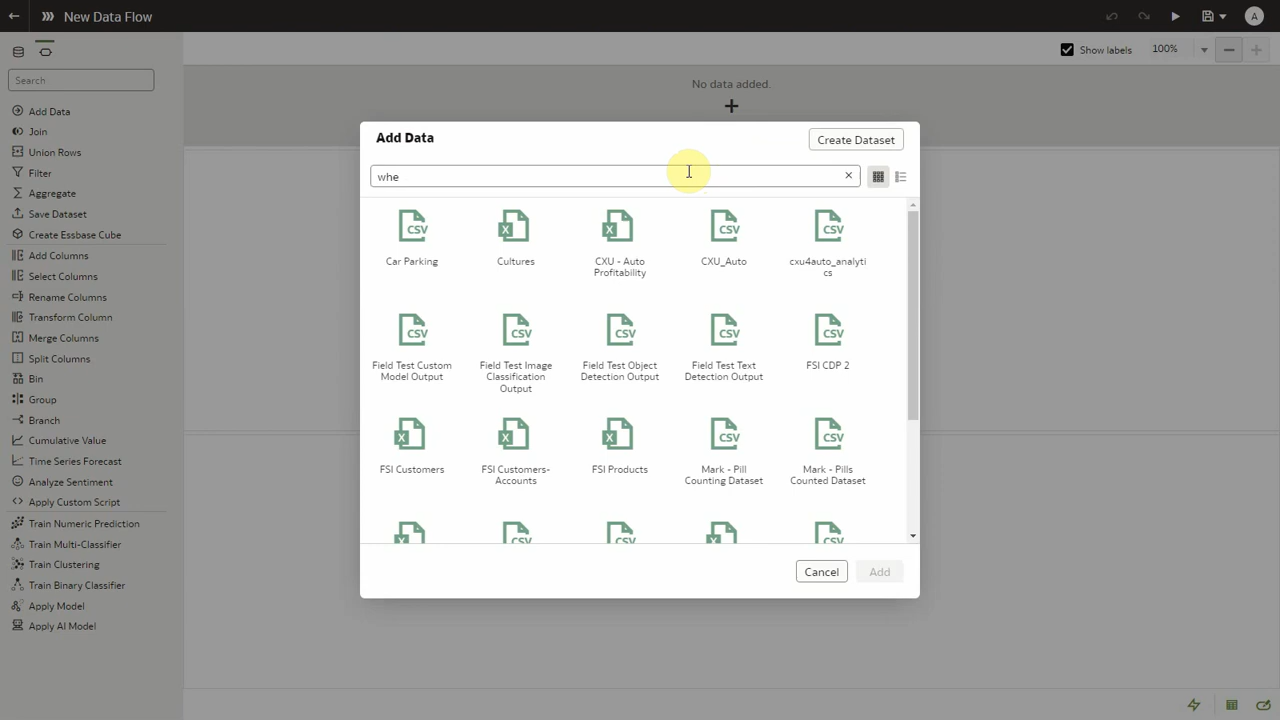 New Data Flow
A
Show labels
100%
Search
No data added.
Add Data
Join
Union Rows
Filter
Aggregate
Save Dataset
Create Essbase Cube
Add Columns
Select Columns
Rename Columns
Transform Column
Merge Columns
Split Columns
Bin
Group
Branch
Cumulative Value
Time Series Forecast
Analyze Sentiment
Apply Custom Script
Train Numeric Prediction
Train Multi-Classifier
Train Clustering
Train Binary Classifier
Apply Model
Apply AI Model
Add Data
Create Dataset
whe
CSV
X
X
CSV
CSV
Car Parking
Cultures
CXU - Auto
Profitability
CXU_Auto
cxu4auto_analyti
cs
CSV
CSV
CSV
CSV
CSV
Field Test Custom
Model Output
Field Test Image
Classification
Output
Field Test Object
Detection Output
Field Test Text
Detection Output
FSI CDP 2
X
X
X
CSV
CSV
FSI Customers
FSI Customers-
Accounts
FSI Products
Mark - Pill
Counting Dataset
Mark - Pills
Counted Dataset
X
CSV
CSV
X
CSV
Cancel
Add